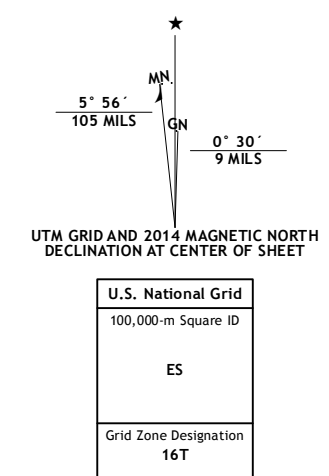 ★
MN
5° 56´
105 MILS
GN
0° 30´
9 MILS
UTM GRID AND 2014 MAGNETIC NORTH
DECLINATION AT CENTER OF SHEET
U.S. National Grid
100,000-m Square ID
ES
Grid Zone Designation
16T